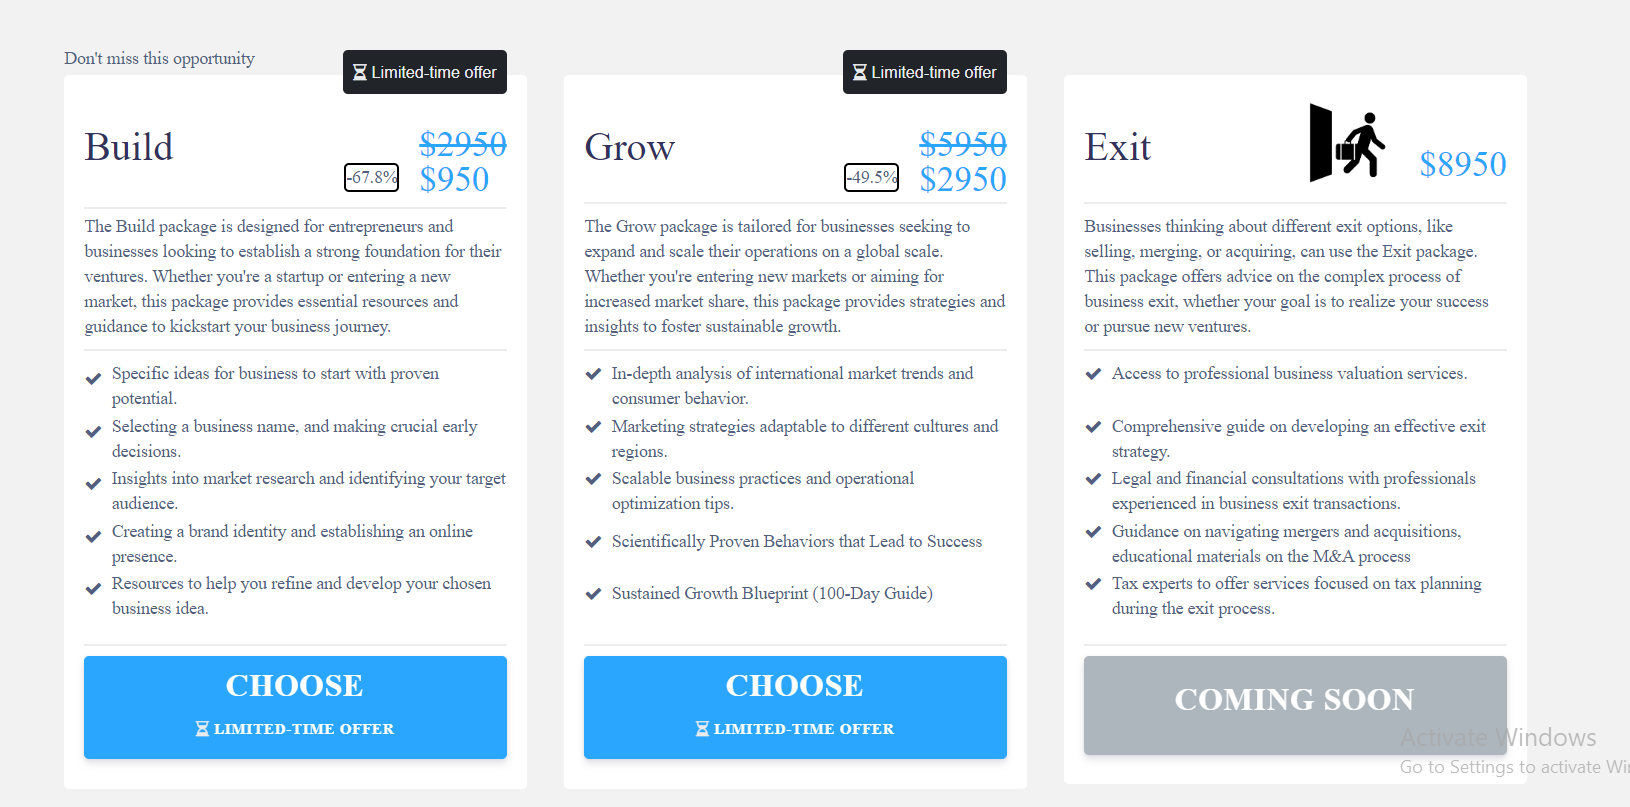 Don't miss this opportunity
Limited-time offer
Build
$2950
-67.8%
$950
The Build package is designed for entrepreneurs and
businesses looking to establish a strong foundation for their
ventures. Whether you're a startup or entering a new
market, this package provides essential resources and
guidance to kickstart your business journey.
Specific ideas for business to start with proven
potential.
Selecting a business name, and making crucial early
decisions.
Insights into market research and identifying your target
audience.
Creating a brand identity and establishing an online
presence.
Resources to help you refine and develop your chosen
business idea.
CHOOSE
LIMITED-TIME OFFER
Limited-time offer
Grow
$5950
-49.5%
$2950
The Grow package is tailored for businesses seeking to
expand and scale their operations on a global scale.
Whether you're entering new markets or aiming for
increased market share, this package provides strategies and
insights to foster sustainable growth.
In-depth analysis of international market trends and
consumer behavior.
Marketing strategies adaptable to different cultures and
regions.
Scalable business practices and operational
optimization tips.
Scientifically Proven Behaviors that Lead to Success
Sustained Growth Blueprint (100-Day Guide)
CHOOSE
LIMITED-TIME OFFER
Exit
$8950
Businesses thinking about different exit options, like
selling, merging, or acquiring, can use the Exit package.
This package offers advice on the complex process of
business exit, whether your goal is to realize your success
or pursue new ventures.
Access to professional business valuation services.
Comprehensive guide on developing an effective exit
strategy.
Legal and financial consultations with professionals
experienced in business exit transactions.
Guidance on navigating mergers and acquisitions,
educational materials on the M&A process
Tax experts to offer services focused on tax planning
during the exit process.
COMING SOON
Activate Windows
Go to Settings to activate Wi